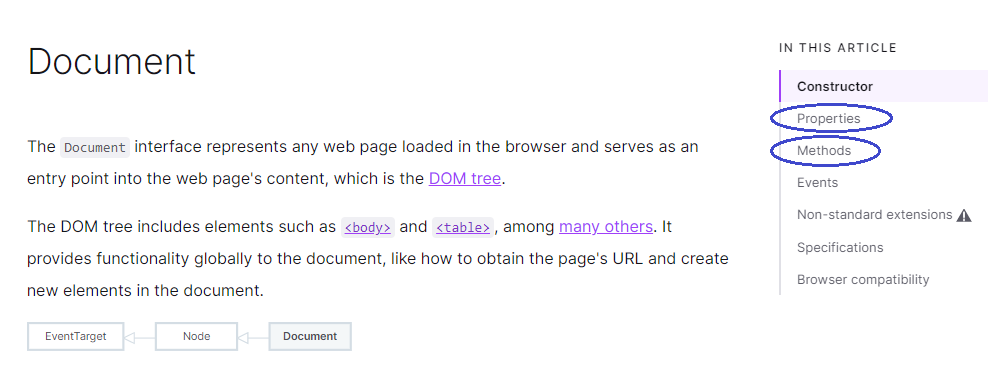 Document
The Document interface represents any web page loaded in the browser and serves as an
entry point into the web page's content, which is the DOM tree.
The DOM tree includes elements such as <body> and <table>, among many others. It
provides functionality globally to the document, like how to obtain the page's URL and create
new elements in the document.
EventTarget Node Document
IN THIS ARTICLE
Constructor
Properties
Methods
Events
Non-standard extensions
Specifications
Browser compatibility